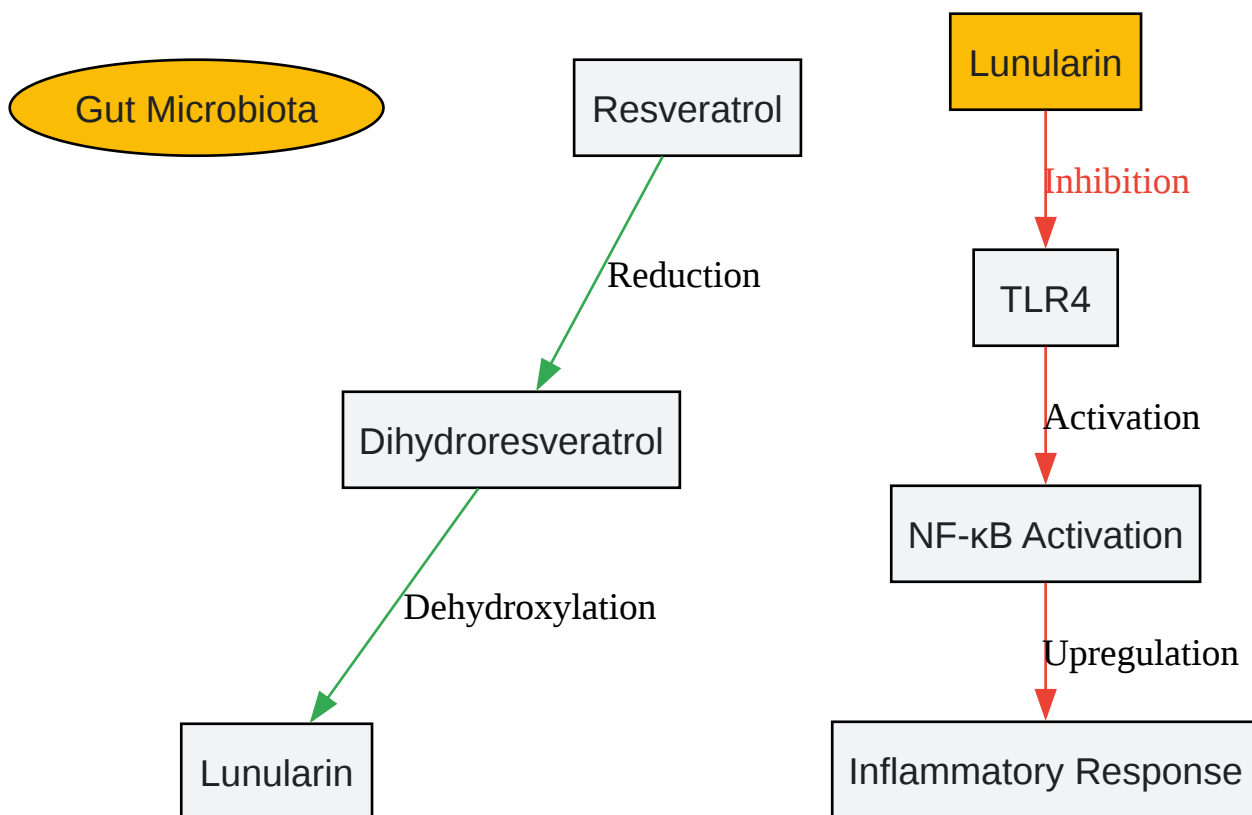 Gut Microbiota
Resveratrol
Reduction
Dihydroresveratrol
Dehydroxylation
Lunularin
Lunularin
Inhibition
TLR4
Activation
NF-κB Activation
Upregulation
Inflammatory Response